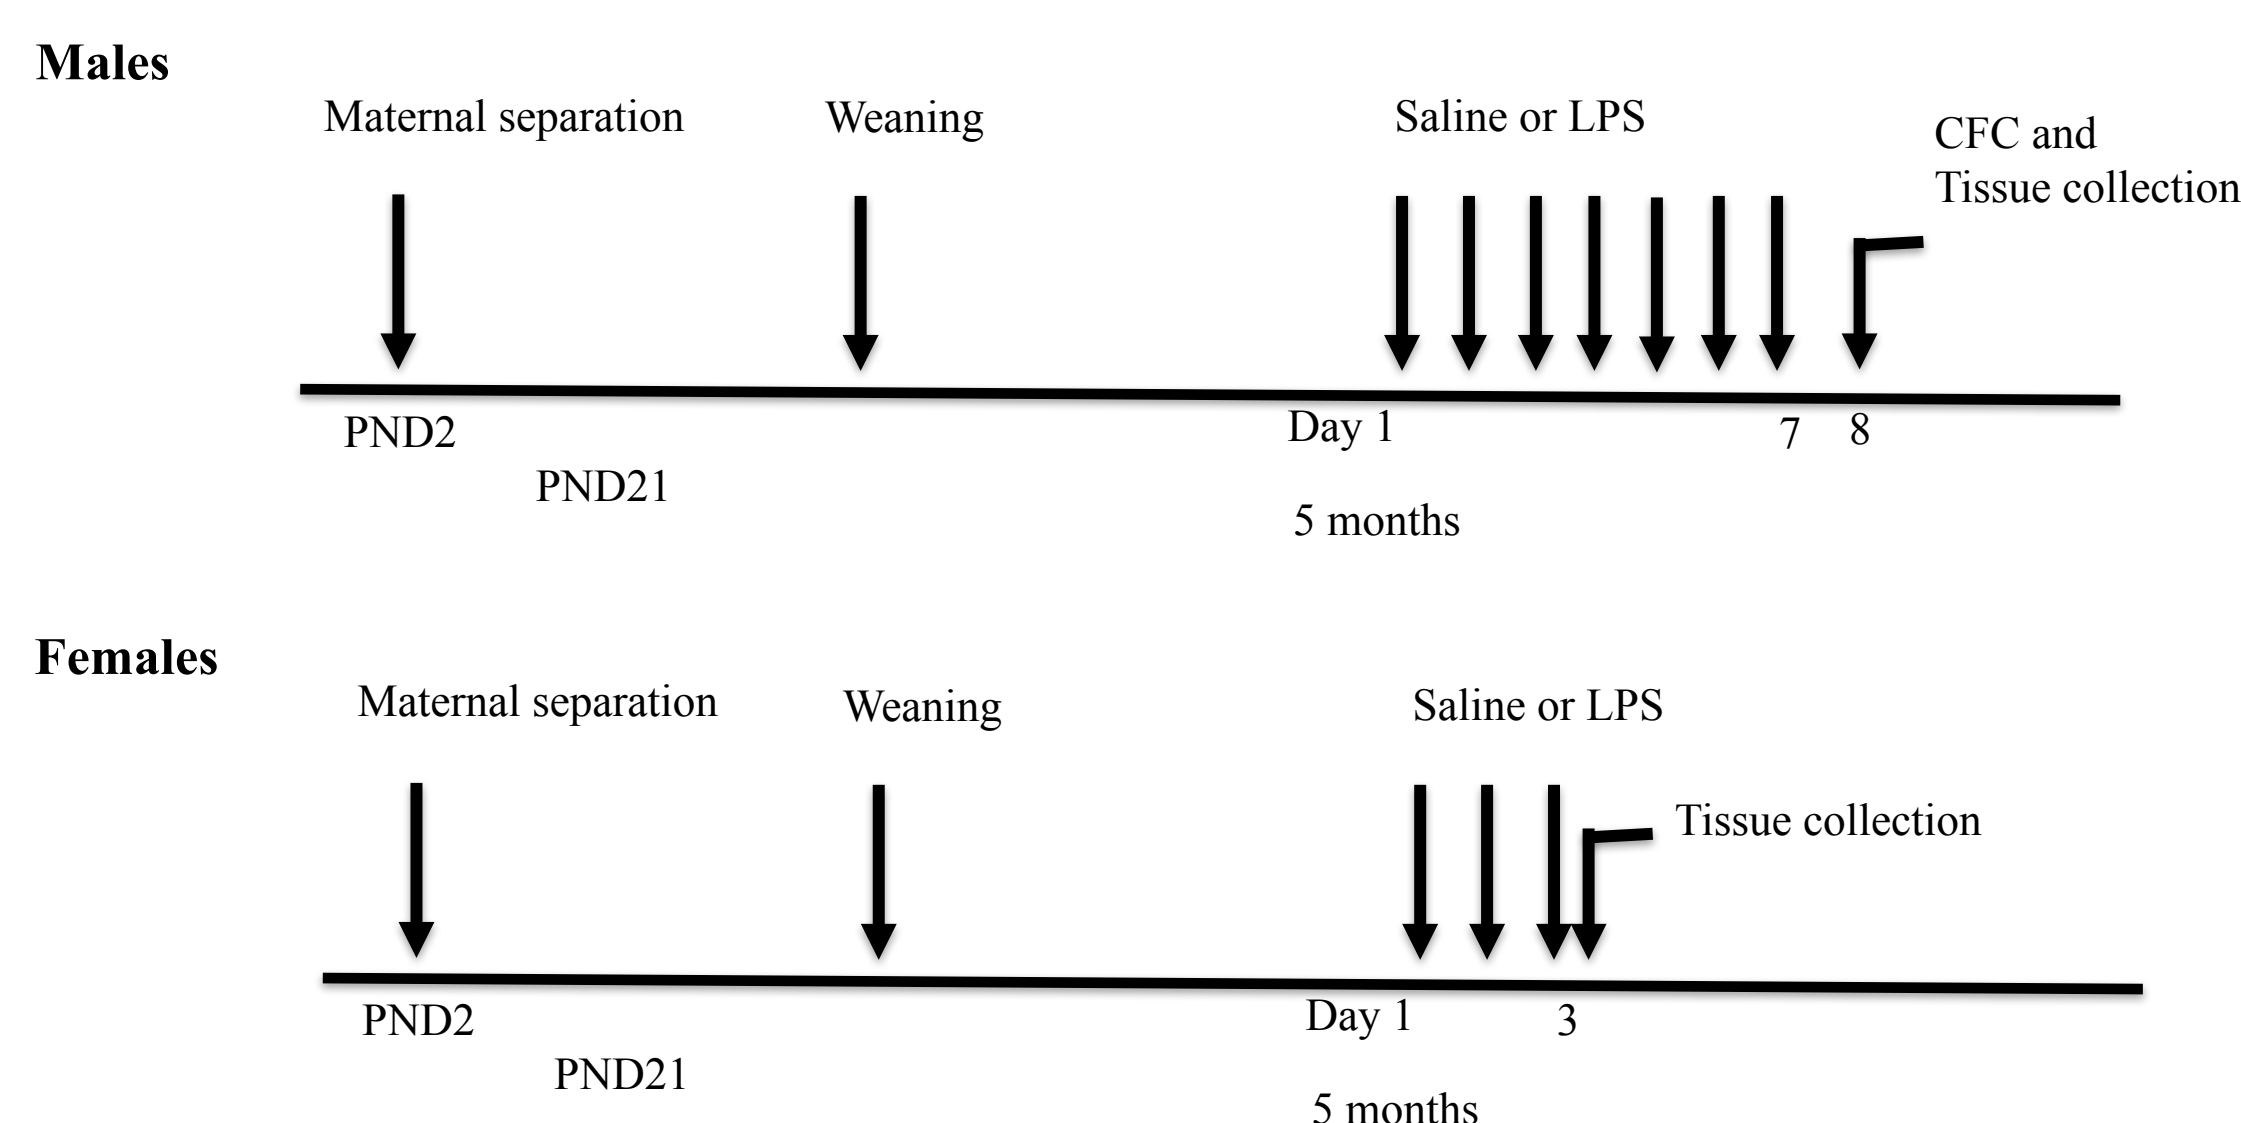 Males
Maternal separation
Weaning
Saline or LPS
CFC and
Tissue collection
PND2
PND21
Day 1
7
8
5 months
Females
Maternal separation
Weaning
Saline or LPS
Tissue collection
PND2
PND21
Day 1
3
5 months